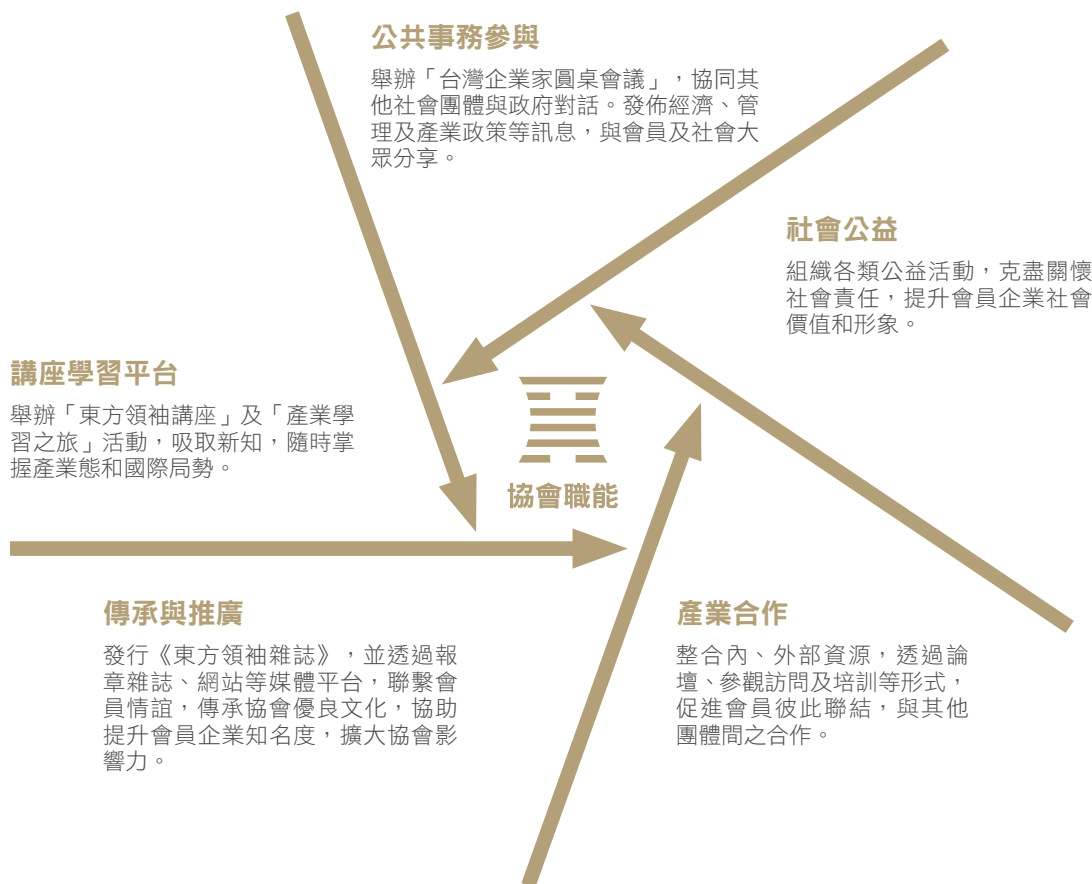 公共事務參與
舉辦「台灣企業家圓桌會議」，協同其
他社會團體與政府對話。發佈經濟、管
理及產業政策等訊息，與會員及社會大
眾分享。
社會公益
組織各類公益活動，克盡關懷
社會責任，提升會員企業社會
價值和形象。
講座學習平台
舉辦「東方領袖講座」及「產業學
習之旅」活動，吸取新知，隨時掌
握產業態和國際局勢。
協會職能
傳承與推廣
發行《東方領袖雜誌》，並透過報
章雜誌、網站等媒體平台，聯繫會
員情誼，傳承協會優良文化，協助
提升會員企業知名度，擴大協會影
響力。
產業合作
整合內、外部資源，透過論
壇、參觀訪問及培訓等形式，
促進會員彼此聯結，與其他
團體間之合作。